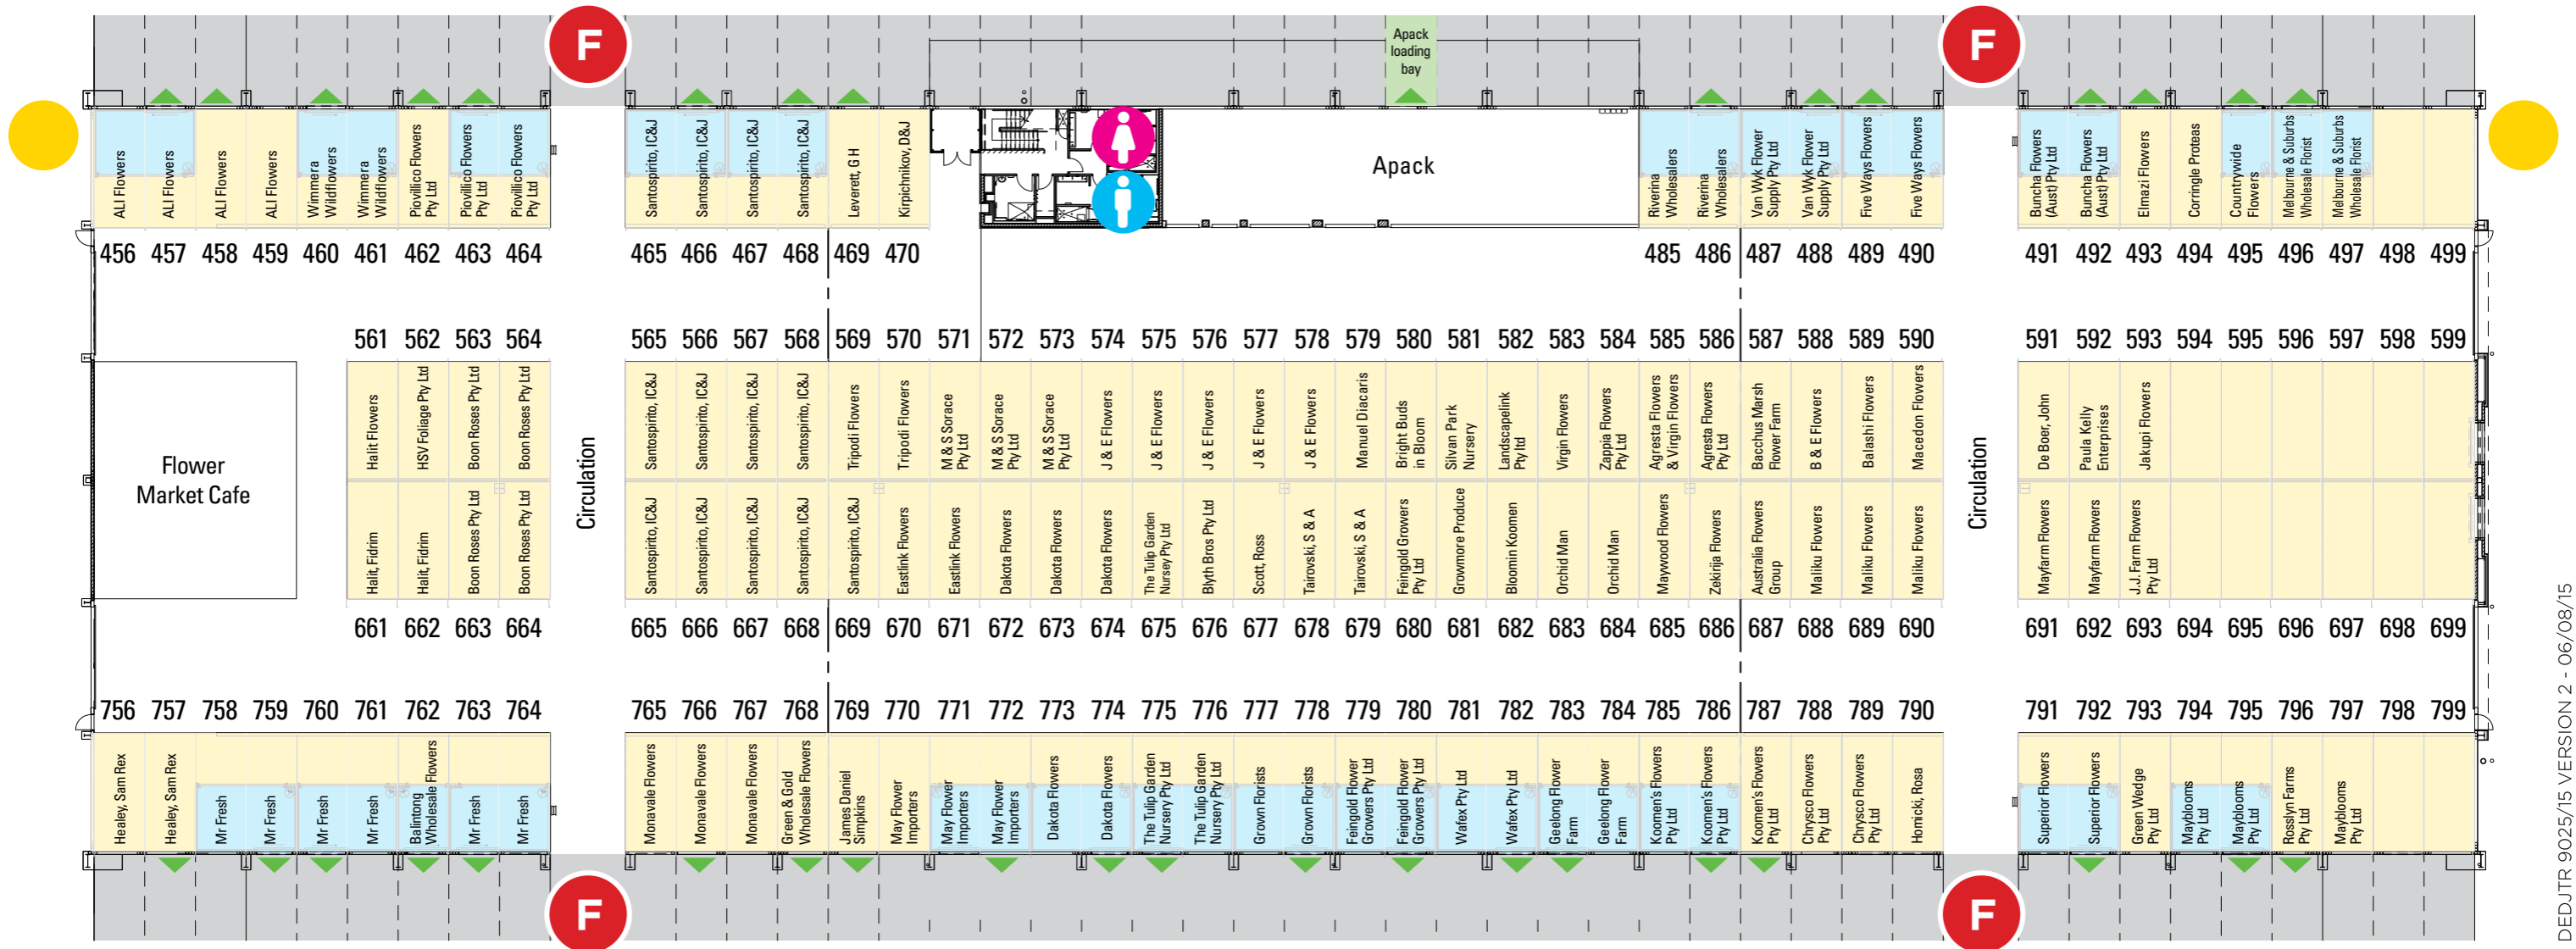 F
F
Apack
loading
bay
ALI Flowers
ALI Flowers
ALI Flowers
ALI Flowers
Winmera
Wildflowers
Winmera
Wildflowers
Piovillico Flowers
Pty Ltd
Piovillico Flowers
Pty Ltd
Piovillico Flowers
Pty Ltd
Santospirito, IC&J
Santospirito, IC&J
Santospirito, IC&J
Santospirito, IC&J
Leverett, G H
Kirpichnikov, D&J
Apack
Riverina
Wholesalers
Riverina
Wholesalers
Van Wyk Flower
Supply Pty Ltd
Van Wyk Flower
Supply Pty Ltd
Five Ways Flowers
Five Ways Flowers
Buncha Flowers
(Aust) Pty Ltd
Buncha Flowers
(Aust) Pty Ltd
Elmazi Flowers
Corringle Proteas
Countrywide
Flowers
Melbourne & Suburbs
Wholesale Florist
Melbourne & Suburbs
Wholesale Florist
456 457 458 459 460 461 462 463 464 465 466 467 468 469 470 485 486 487 488 489 490 491 492 493 494 495 496 497 498 499
561 562 563 564 565 566 567 568 569 570 571 572 573 574 575 576 577 578 579 580 581 582 583 584 585 586 587 588 589 590 591 592 593 594 595 596 597 598 599
Flower
Market Cafe
Halit Flowers
HSV Foliage Pty Ltd
Boon Roses Pty Ltd
Boon Roses Pty Ltd
Circulation
Santospirito, IC&J
Santospirito, IC&J
Santospirito, IC&J
Santospirito, IC&J
Tripodi Flowers
Tripodi Flowers
M & S Sorace
Pty Ltd
M & S Sorace
Pty Ltd
M & S Sorace
Pty Ltd
J & E Flowers
J & E Flowers
J & E Flowers
J & E Flowers
J & E Flowers
Manuel Diacaris
Bright Buds
in Bloom
Silvan Park
Nursery
Landscapelink
Pty ltd
Virgin Flowers
Zappia Flowers
Pty Ltd
Agresta Flowers
& Virgin Flowers
Agresta Flowers
Pty Ltd
Bacchus Marsh
Flower Farm
B & E Flowers
Balashi Flowers
Macedon Flowers
Circulation
De Boer, John
Paula Kelly
Enterprises
Jakupi Flowers
Halit, Fidrim
Halit, Fidrim
Boon Roses Pty Ltd
Boon Roses Pty Ltd
Santospirito, IC&J
Santospirito, IC&J
Santospirito, IC&J
Santospirito, IC&J
Santospirito, IC&J
Eastlink Flowers
Eastlink Flowers
Dakota Flowers
Dakota Flowers
Dakota Flowers
The Tulip Garden
Nursey Pty Ltd
Blyth Bros Pty Ltd
Scott, Ross
Tairovski, S & A
Tairovski, S & A
Feingold Growers
Pty Ltd
Growmore Produce
Bloomin Koomen
Orchid Man
Orchid Man
Maywood Flowers
Zekirija Flowers
Australia Flowers
Group
Maliku Flowers
Maliku Flowers
Maliku Flowers
Mayfarm Flowers
Mayfarm Flowers
J.J. Farm Flowers
Pty Ltd
661 662 663 664 665 666 667 668 669 670 671 672 673 674 675 676 677 678 679 680 681 682 683 684 685 686 687 688 689 690 691 692 693 694 695 696 697 698 699
756 757 758 759 760 761 762 763 764 765 766 767 768 769 770 771 772 773 774 775 776 777 778 779 780 781 782 783 784 785 786 787 788 789 790 791 792 793 794 795 796 797 798 799
Healey, Sam Rex
Healey, Sam Rex
Mr Fresh
Mr Fresh
Mr Fresh
Mr Fresh
Balintong
Wholesale Flowers
Mr Fresh
Mr Fresh
Monavale Flowers
Monavale Flowers
Monavale Flowers
Green & Gold
Wholesale Flowers
James Daniel
Simpkins
May Flower
Importers
May Flower
Importers
May Flower
Importers
Dakota Flowers
Dakota Flowers
The Tulip Garden
Nursery Pty Ltd
The Tulip Garden
Nursery Pty Ltd
Grown Florists
Grown Florists
Feingold Flower
Growers Pty Ltd
Feingold Flower
Growers Pty Ltd
Wafex Pty Ltd
Wafex Pty Ltd
Geelong Flower
Farm
Geelong Flower
Farm
Koomen's Flowers
Pty Ltd
Koomen's Flowers
Pty Ltd
Koomen's Flowers
Pty Ltd
Chrysco Flowers
Pty Ltd
Chrysco Flowers
Pty Ltd
Homicki, Rosa
Superior Flowers
Superior Flowers
Green Wedge
Pty Ltd
Mayblooms
Pty Ltd
Mayblooms
Pty Ltd
Rosslyn Farms
Pty Ltd
Mayblooms
Pty Ltd
F
F
DEDJTR 9025/15 VERSION 2 - 06/08/15